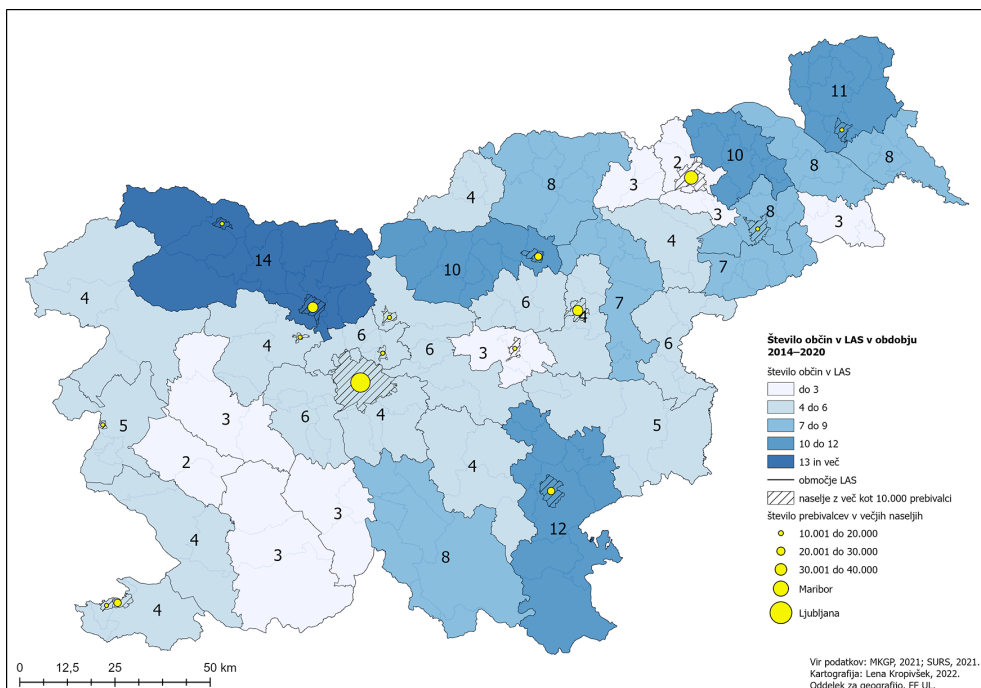 11
2
10
8
8
3
8
4
3
8
3
4
14
10
7
4
6
7
4
6
4
6
6
3
3
6
4
5
5
2
4
3
4
12
8
3
4
Število občin v LAS v obdobju
2014–2020
število občin v LAS
do 3
4 do 6
7 do 9
10 do 12
13 in več
območje LAS
naselje z več kot 10.000 prebivalci
število prebivalcev v večjih naseljih
10.001 do 20.000
20.001 do 30.000
30.001 do 40.000
Maribor
Ljubljana
0 12,5 25 50 km
Vir podatkov: MKGP, 2021; SURS, 2021.
Kartografija: Lena Kropivšek, 2022.
Oddelek za geografijo, FF UL.